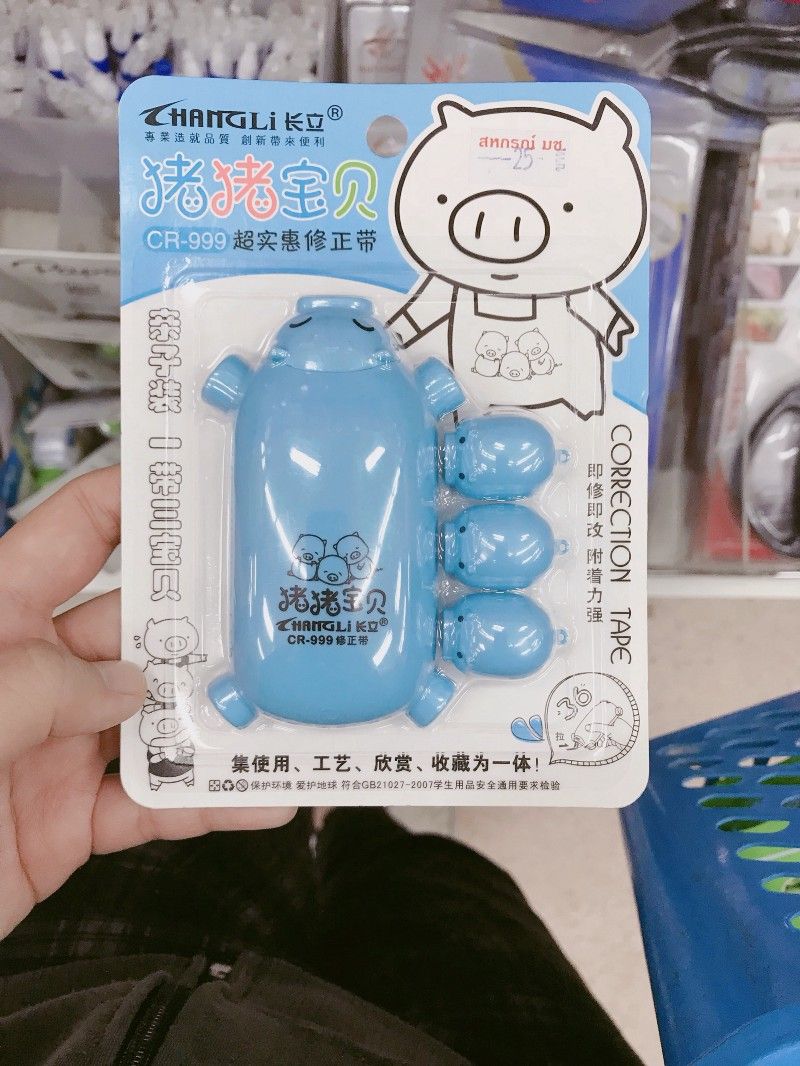 CHANGLi 长立®
專業造就品質 創新帶來便利
猪猪宝贝
CR-999 超实惠修正带
สหกรณ์ มช.
25
亲子装 一带三宝贝
CORRECTION TAPE
即修即改 附着力强
猪猪宝贝
CHANGLi 长立®
CR-999 修正带
36
集使用、工艺、欣赏、收藏为一体!
保护环境 爱护地球 符合GB21027-2007学生用品安全通用要求检验